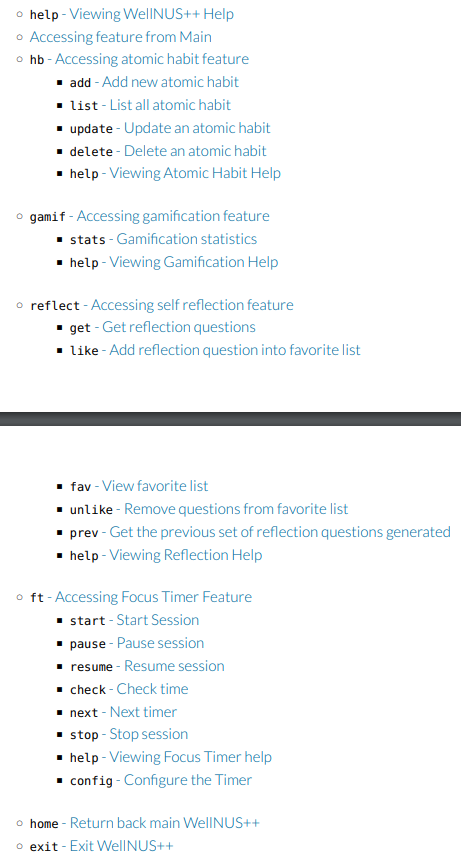 help - Viewing WellNUS++ Help
Accessing feature from Main
hb - Accessing atomic habit feature
add - Add new atomic habit
list - List all atomic habit
update - Update an atomic habit
delete - Delete an atomic habit
help - Viewing Atomic Habit Help
gamif - Accessing gamification feature
stats - Gamification statistics
help - Viewing Gamification Help
reflect - Accessing self reflection feature
get - Get reflection questions
like - Add reflection question into favorite list
fav - View favorite list
unlike - Remove questions from favorite list
prev - Get the previous set of reflection questions generated
help - Viewing Reflection Help
ft - Accessing Focus Timer Feature
start - Start Session
pause - Pause session
resume - Resume session
check - Check time
next - Next timer
stop - Stop session
help - Viewing Focus Timer help
config - Configure the Timer
home - Return back main WellNUS++
exit - Exit WellNUS++